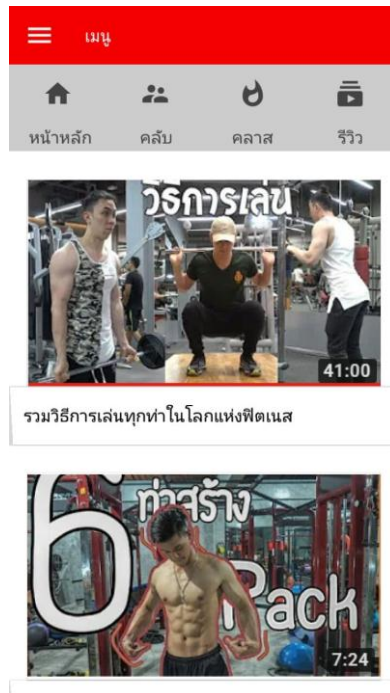 เมนู
หน้าหลัก คลับ คลาส รีวิว
วิธีการเล่น
41:00
รวมวิธีการเล่นทุกท่าในโลกแห่งฟิตเนส
6 ท่าสร้าง
Pack
7:24